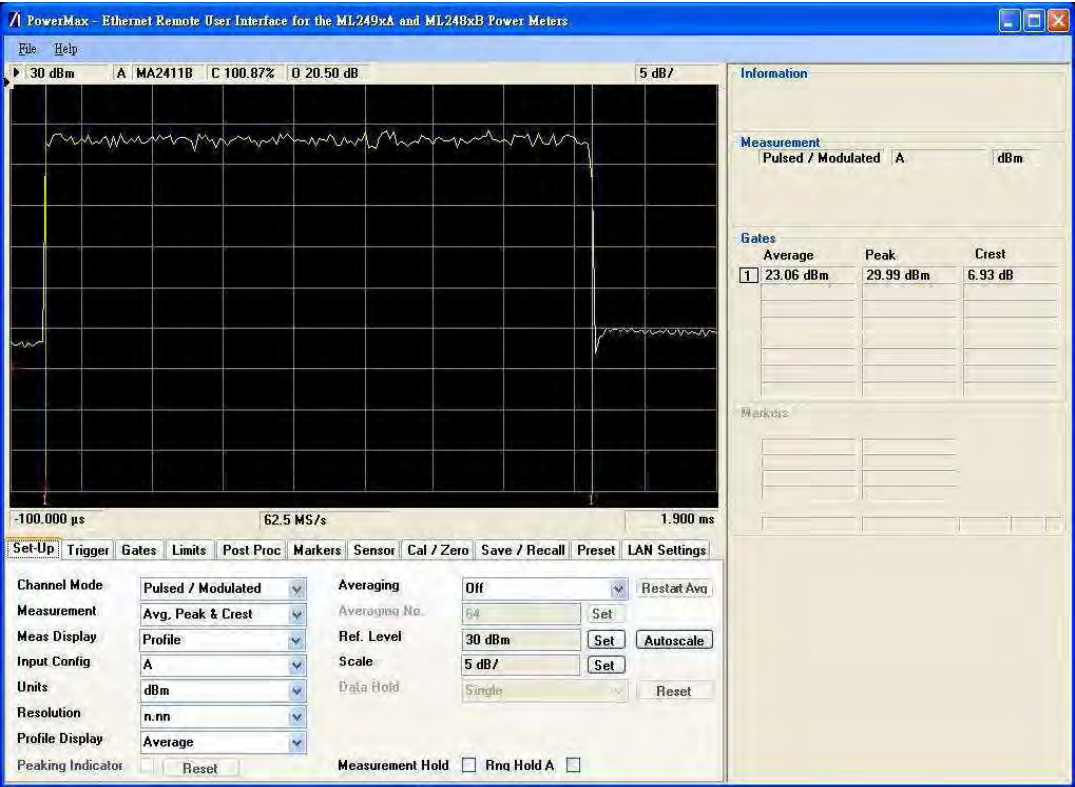 PowerMax - Ethernet Remote User Interface for the ML249xA and ML248xB Power Meters
File Help
30 dBm A MA2411B C 100.87% O 20.50 dB 5 dB/
1 1
-100.000 µs 62.5 MS/s 1.900 ms
Information
Measurement
Pulsed / Modulated A dBm
Gates
Average Peak Crest
1 23.06 dBm 29.99 dBm 6.93 dB
Markers
Set-Up Trigger Gates Limits Post Proc Markers Sensor Cal / Zero Save / Recall Preset LAN Settings
Channel Mode Pulsed / Modulated Averaging Off Restart Avg
Measurement Avg, Peak & Crest Averaging No. 64 Set
Meas Display Profile Ref. Level 30 dBm Set Autoscale
Input Config A Scale 5 dB/ Set
Units dBm Data Hold Single Reset
Resolution n.nn
Profile Display Average
Peaking Indicator Reset Measurement Hold Rng Hold A